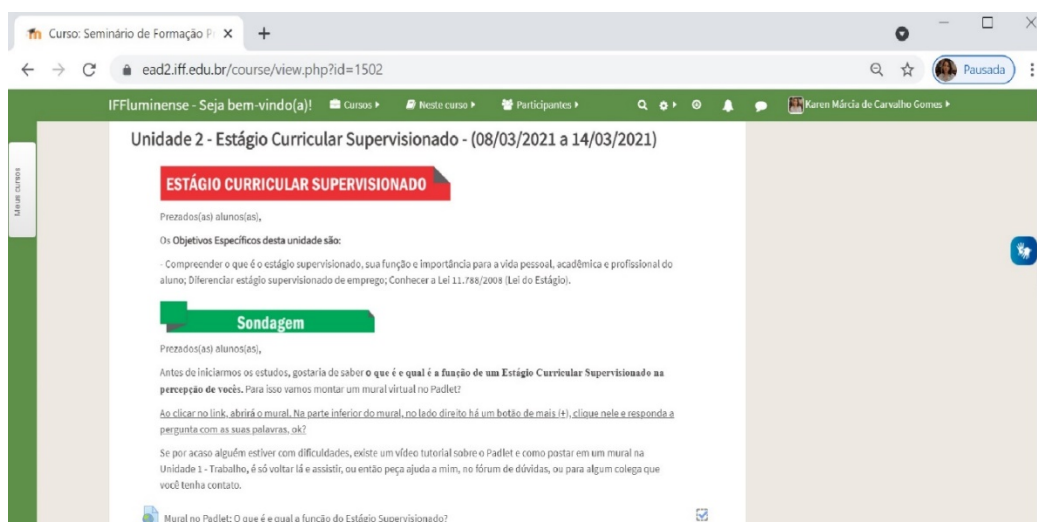 Curso: Seminário de Formação Pr
ead2.iff.edu.br/course/view.php?id=1502
Pausada
IFFluminense - Seja bem-vindo(a)!
Cursos
Neste curso
Participantes
Karen Márcia de Carvalho Gomes
Meus cursos
Unidade 2 - Estágio Curricular Supervisionado - (08/03/2021 a 14/03/2021)
ESTÁGIO CURRICULAR SUPERVISIONADO
Prezados(as) alunos(as),
Os Objetivos Específicos desta unidade são:
- Compreender o que é o estágio supervisionado, sua função e importância para a vida pessoal, acadêmica e profissional do
aluno; Diferenciar estágio supervisionado de emprego; Conhecer a Lei 11.788/2008 (Lei do Estágio).
Sondagem
Prezados(as) alunos(as),
Antes de iniciarmos os estudos, gostaria de saber o que é e qual é a função de um Estágio Curricular Supervisionado na
percepção de vocês. Para isso vamos montar um mural virtual no Padlet?
Ao clicar no link, abrirá o mural. Na parte inferior do mural, no lado direito há um botão de mais (+), clique nele e responda a
pergunta com as suas palavras, ok?
Se por acaso alguém estiver com dificuldades, existe um vídeo tutorial sobre o Padlet e como postar em um mural na
Unidade 1 - Trabalho, é só voltar lá e assistir, ou então peça ajuda a mim, no fórum de dúvidas, ou para algum colega que
você tenha contato.
Mural no Padlet: O que é e qual a função do Estágio Supervisionado?